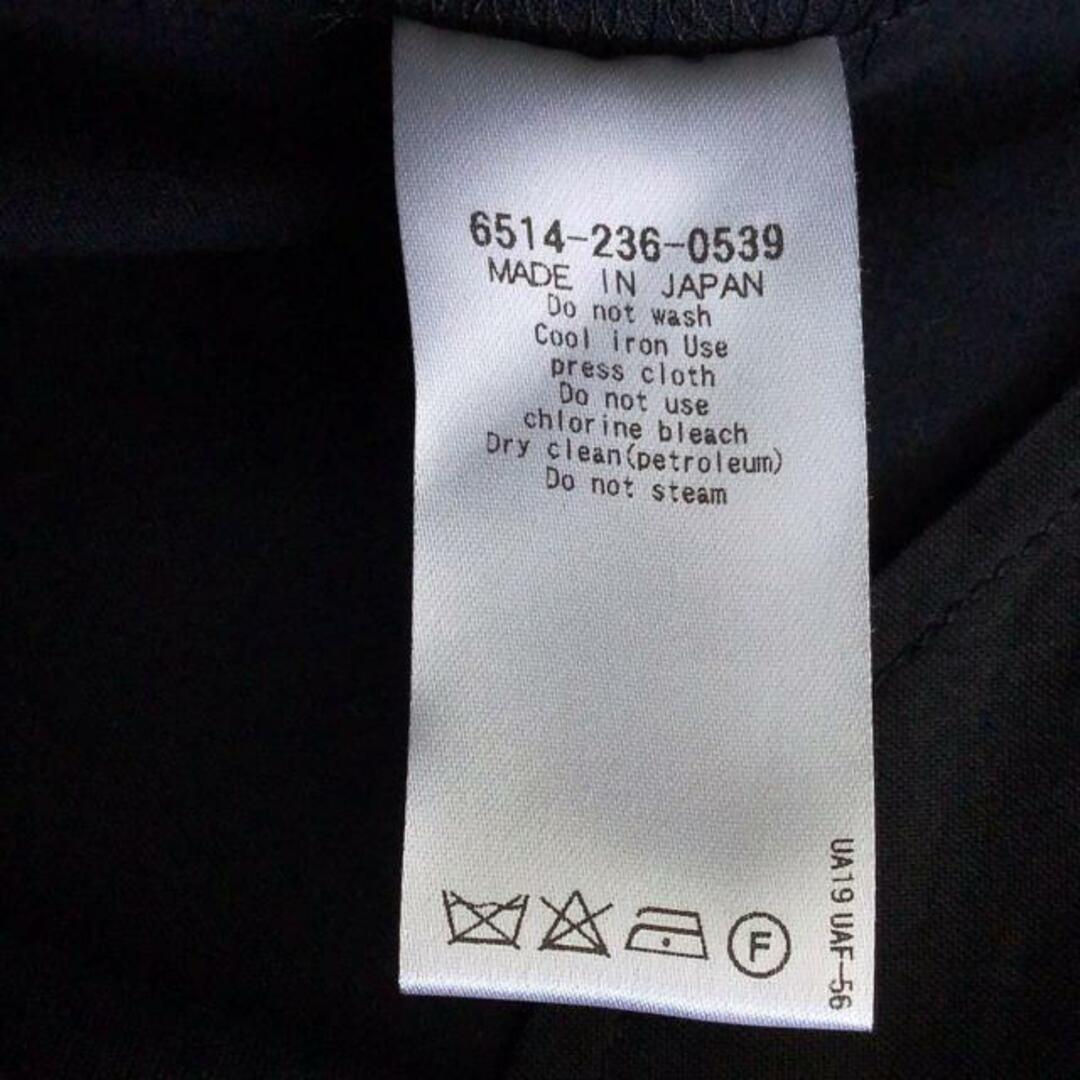 6514-236-0539
MADE IN JAPAN
Do not wash
Cool iron Use
press cloth
Do not use
chlorine bleach
Dry clean(petroleum)
Do not steam
F
UA19 UAF-56